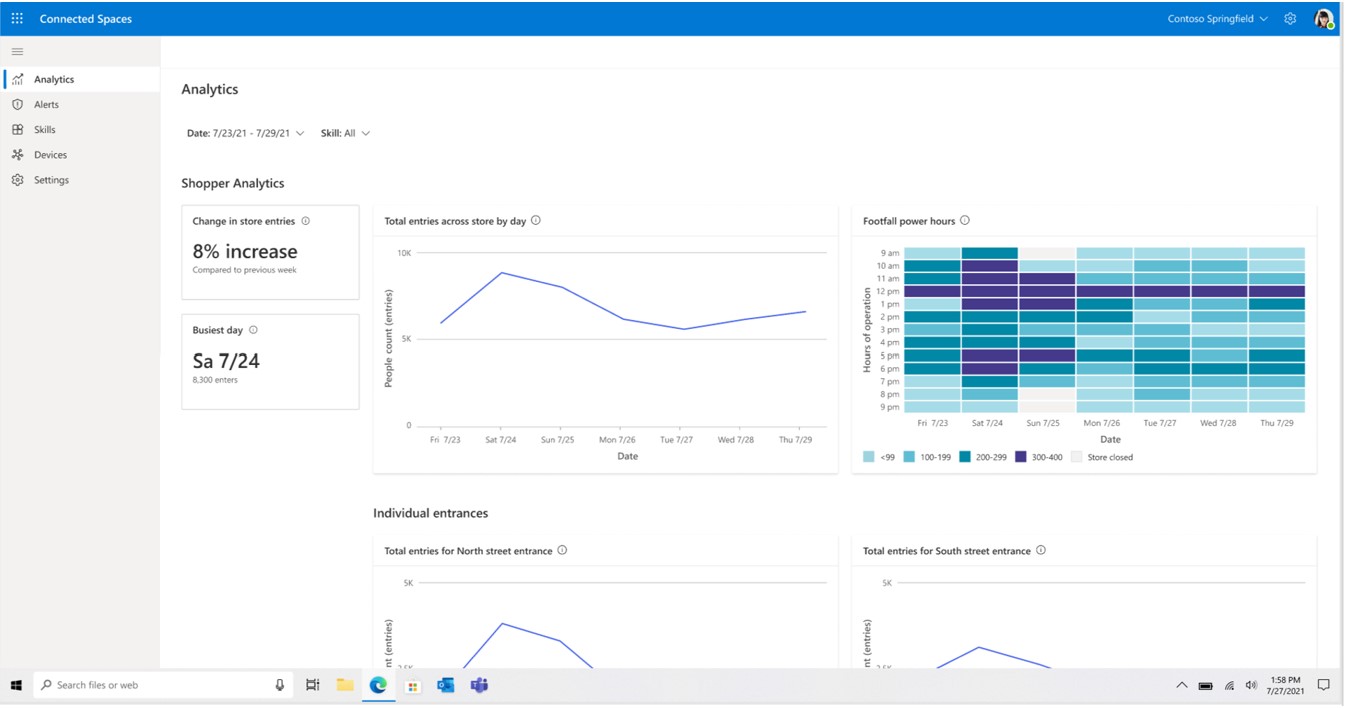 Connected Spaces
Contoso Springfield
Analytics
Alerts
Skills
Devices
Settings
Analytics
Date: 7/23/21 - 7/29/21
Skill: All
Shopper Analytics
Change in store entries
8% increase
Compared to previous week
Busiest day
Sa 7/24
8,300 enters
Total entries across store by day
10K
5K
0
People count (entries)
Fri 7/23 Sat 7/24 Sun 7/25 Mon 7/26 Tue 7/27 Wed 7/28 Thu 7/29
Date
Footfall power hours
Hours of operation
9 am
10 am
11 am
12 pm
1 pm
2 pm
3 pm
4 pm
5 pm
6 pm
7 pm
8 pm
9 pm
Fri 7/23 Sat 7/24 Sun 7/25 Mon 7/26 Tue 7/27 Wed 7/28 Thu 7/29
Date
<99 100-199 200-299 300-400 Store closed
Individual entrances
Total entries for North street entrance
5K
(entries)
Total entries for South street entrance
5K
(entries)
Search files or web
1:58 PM
7/27/2021